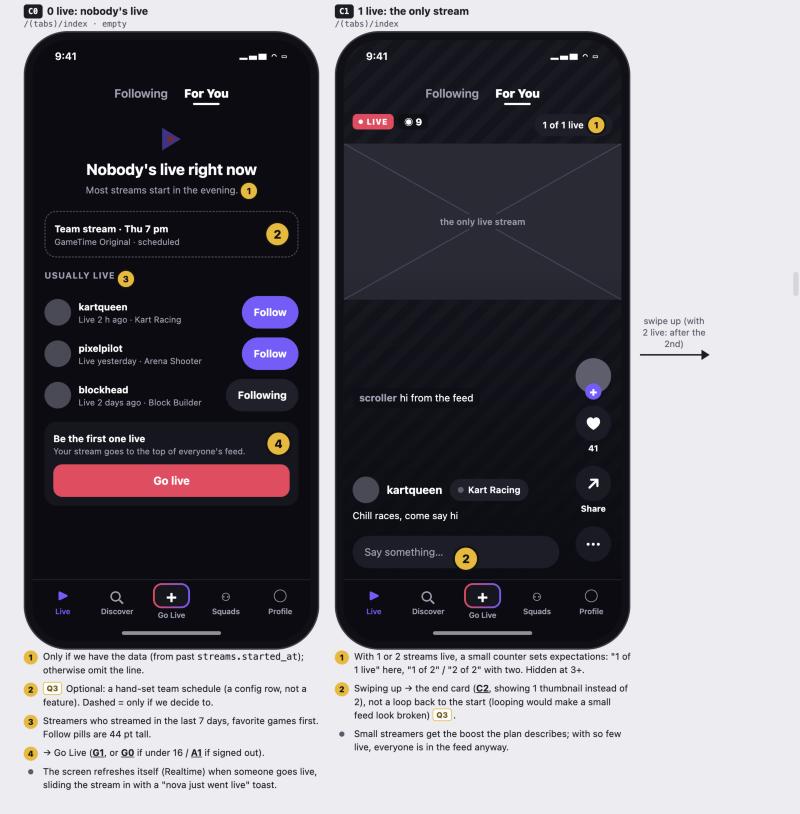 C0 0 live: nobody's live
/(tabs)/index · empty
9:41
Following For You
Nobody's live right now
Most streams start in the evening. 1
Team stream · Thu 7 pm
GameTime Original · scheduled
2
USUALLY LIVE 3
kartqueen
Live 2 h ago · Kart Racing
Follow
pixelpilot
Live yesterday · Arena Shooter
Follow
blockhead
Live 2 days ago · Block Builder
Following
Be the first one live
Your stream goes to the top of everyone's feed.
4
Go live
Live Discover Go Live Squads Profile
1 Only if we have the data (from past streams.started_at);
otherwise omit the line.
2 Q3 Optional: a hand-set team schedule (a config row, not a
feature). Dashed = only if we decide to.
3 Streamers who streamed in the last 7 days, favorite games first.
Follow pills are 44 pt tall.
4 → Go Live (G1, or G0 if under 16 / A1 if signed out).
• The screen refreshes itself (Realtime) when someone goes live,
sliding the stream in with a "nova just went live" toast.
C1 1 live: the only stream
/(tabs)/index
9:41
Following For You
LIVE 9
1 of 1 live 1
the only live stream
scroller hi from the feed
41
Share
kartqueen Kart Racing
Chill races, come say hi
Say something... 2
Live Discover Go Live Squads Profile
1 With 1 or 2 streams live, a small counter sets expectations: "1 of
1 live" here, "1 of 2" / "2 of 2" with two. Hidden at 3+.
2 Swiping up → the end card (C2, showing 1 thumbnail instead of
2), not a loop back to the start (looping would make a small
feed look broken) Q3 .
• Small streamers get the boost the plan describes; with so few
live, everyone is in the feed anyway.
swipe up (with
2 live: after the
2nd)